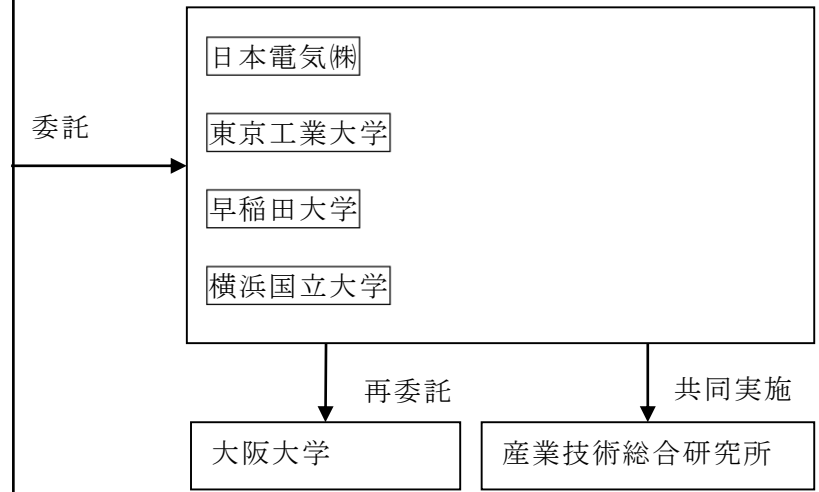 日本電気㈱
委託
東京工業大学
早稲田大学
横浜国立大学
再委託
共同実施
大阪大学
産業技術総合研究所